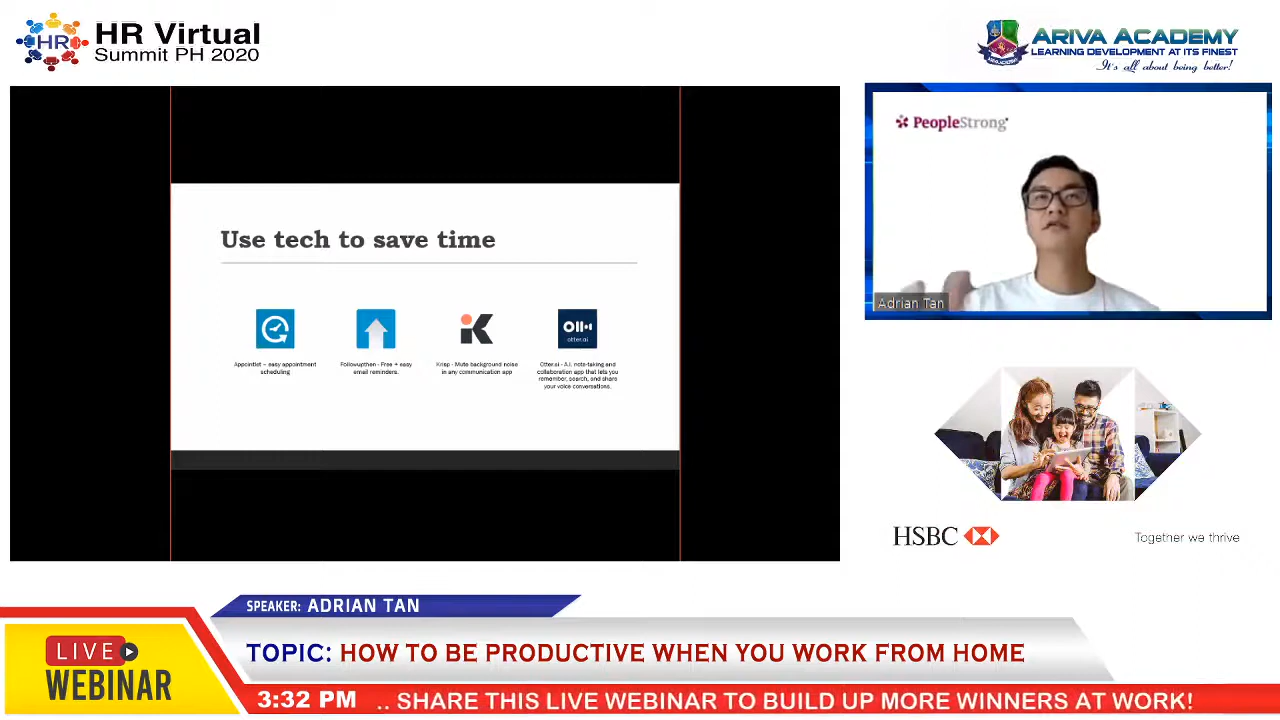 HR
HR Virtual
Summit PH 2020
ARIVA ACADEMY
LEARNING DEVELOPMENT AT ITS FINEST
It's all about being better!
PeopleStrong
Adrian Tan
Use tech to save time
otter.ai
Appointlet – easy appointment
scheduling
Followupthen - Free + easy
email reminders.
Krisp - Mute background noise
in any communication app
Otter.ai - A.I. note-taking and
collaboration app that lets you
remember, search, and share
your voice conversations.
HSBC
Together we thrive
SPEAKER: ADRIAN TAN
TOPIC: HOW TO BE PRODUCTIVE WHEN YOU WORK FROM HOME
LIVE
WEBINAR
3:32 PM
.. SHARE THIS LIVE WEBINAR TO BUILD UP MORE WINNERS AT WORK!